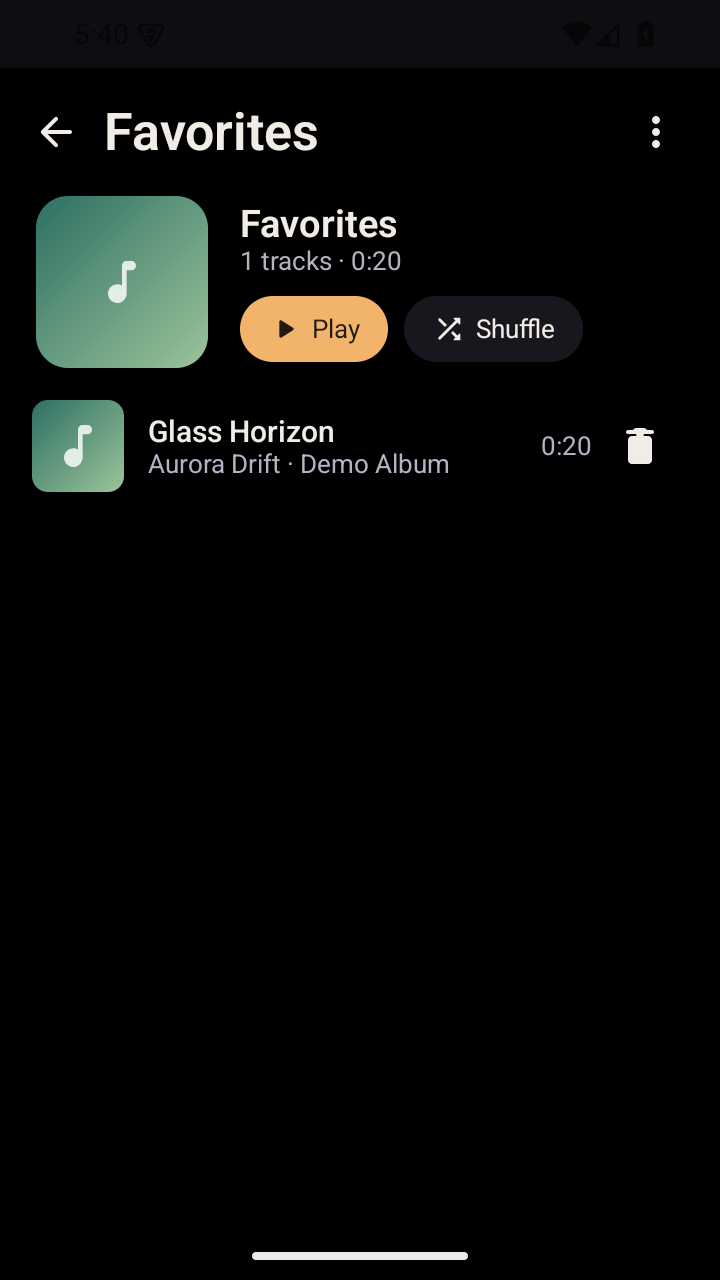 5:40
Favorites
Favorites
1 tracks · 0:20
Play
Shuffle
Glass Horizon
Aurora Drift · Demo Album
0:20